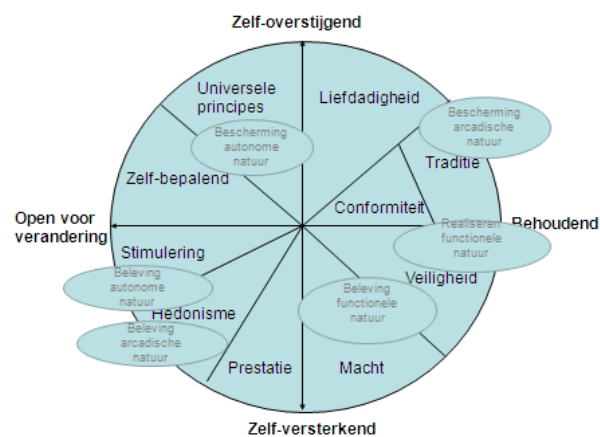 Zelf-overstijgend
Universele
principes
Liefdadigheid
Bescherming
autonome
natuur
Bescherming
arcadische
natuur
Traditie
Zelf-bepalend
Conformiteit
Open voor
verandering
Realiseren
functionele
natuur
Behoudend
Stimulering
Veiligheid
Beleving
autonome
natuur
Beleving
functionele
natuur
Hedonisme
Beleving
arcadische
natuur
Prestatie
Macht
Zelf-versterkend